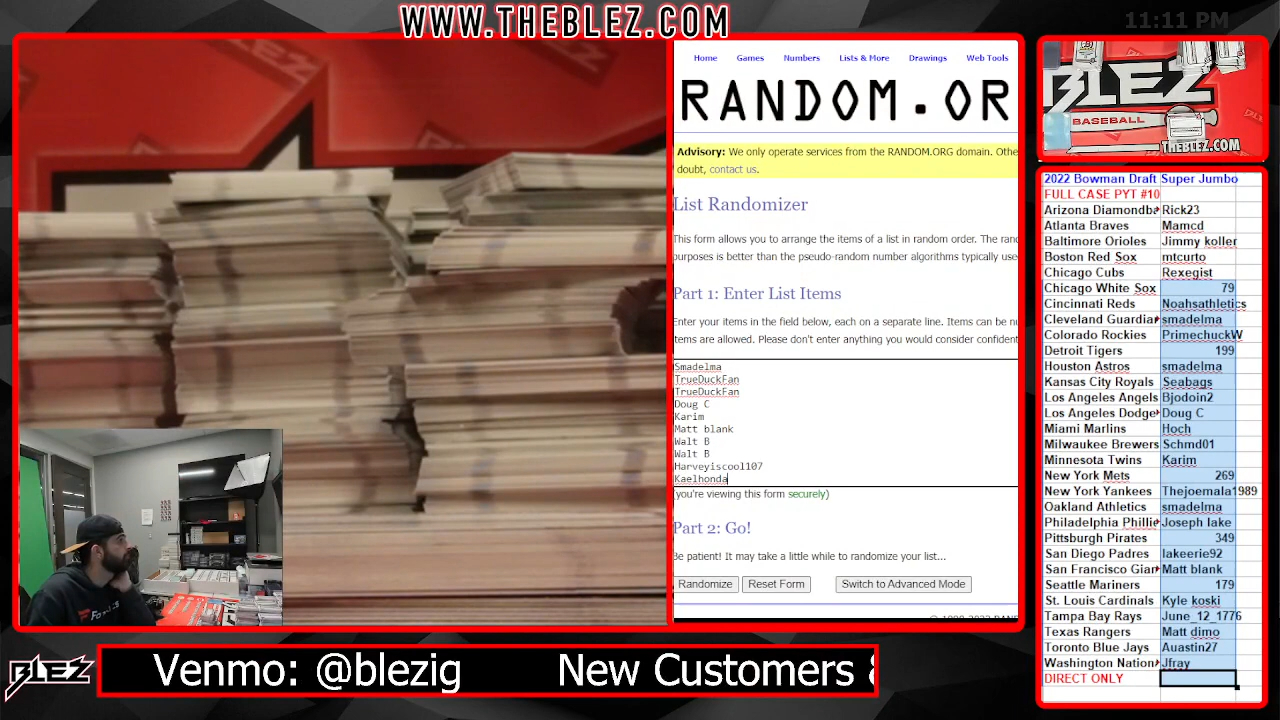 WWW.THEBLEZ.COM
11:11 PM
Home Games Numbers Lists & More Drawings Web Tools
RANDOM.OR
Advisory: We only operate services from the RANDOM.ORG domain. Othe
doubt, contact us.
List Randomizer
This form allows you to arrange the items of a list in random order. The ran
purposes is better than the pseudo-random number algorithms typically use
Part 1: Enter List Items
Enter your items in the field below, each on a separate line. Items can be nu
items are allowed. Please don't enter anything you would consider confident
Smadelma
TrueDuckFan
TrueDuckFan
Doug C
Karim
Matt blank
Walt B
Walt B
Harveyiscool107
Kaelhonda
(you're viewing this form securely)
Part 2: Go!
Be patient! It may take a little while to randomize your list...
Randomize Reset Form Switch to Advanced Mode
BLEZ
BASEBALL
THEBLEZ.COM
2022 Bowman Draft Super Jumbo
FULL CASE PYT #10
Arizona Diamondba Rick23
Atlanta Braves Mamcd
Baltimore Orioles Jimmy koller
Boston Red Sox mtcurto
Chicago Cubs Rexegist
Chicago White Sox 79
Cincinnati Reds Noahsathletics
Cleveland Guardian smadelma
Colorado Rockies PrimechuckW
Detroit Tigers 199
Houston Astros smadelma
Kansas City Royals Seabags
Los Angeles Angels Bjodoin2
Los Angeles Dodge Doug C
Miami Marlins Hoch
Milwaukee Brewers Schmd01
Minnesota Twins Karim
New York Mets 269
New York Yankees Thejoemala1989
Oakland Athletics smadelma
Philadelphia Phillie Joseph lake
Pittsburgh Pirates 349
San Diego Padres lakeerie92
San Francisco Gian Matt blank
Seattle Mariners 179
St. Louis Cardinals Kyle koski
Tampa Bay Rays June_12_1776
Texas Rangers Matt dimo
Toronto Blue Jays Auastin27
Washington Nation Jfray
DIRECT ONLY
BLEZ
Venmo: @blezig New Customers &